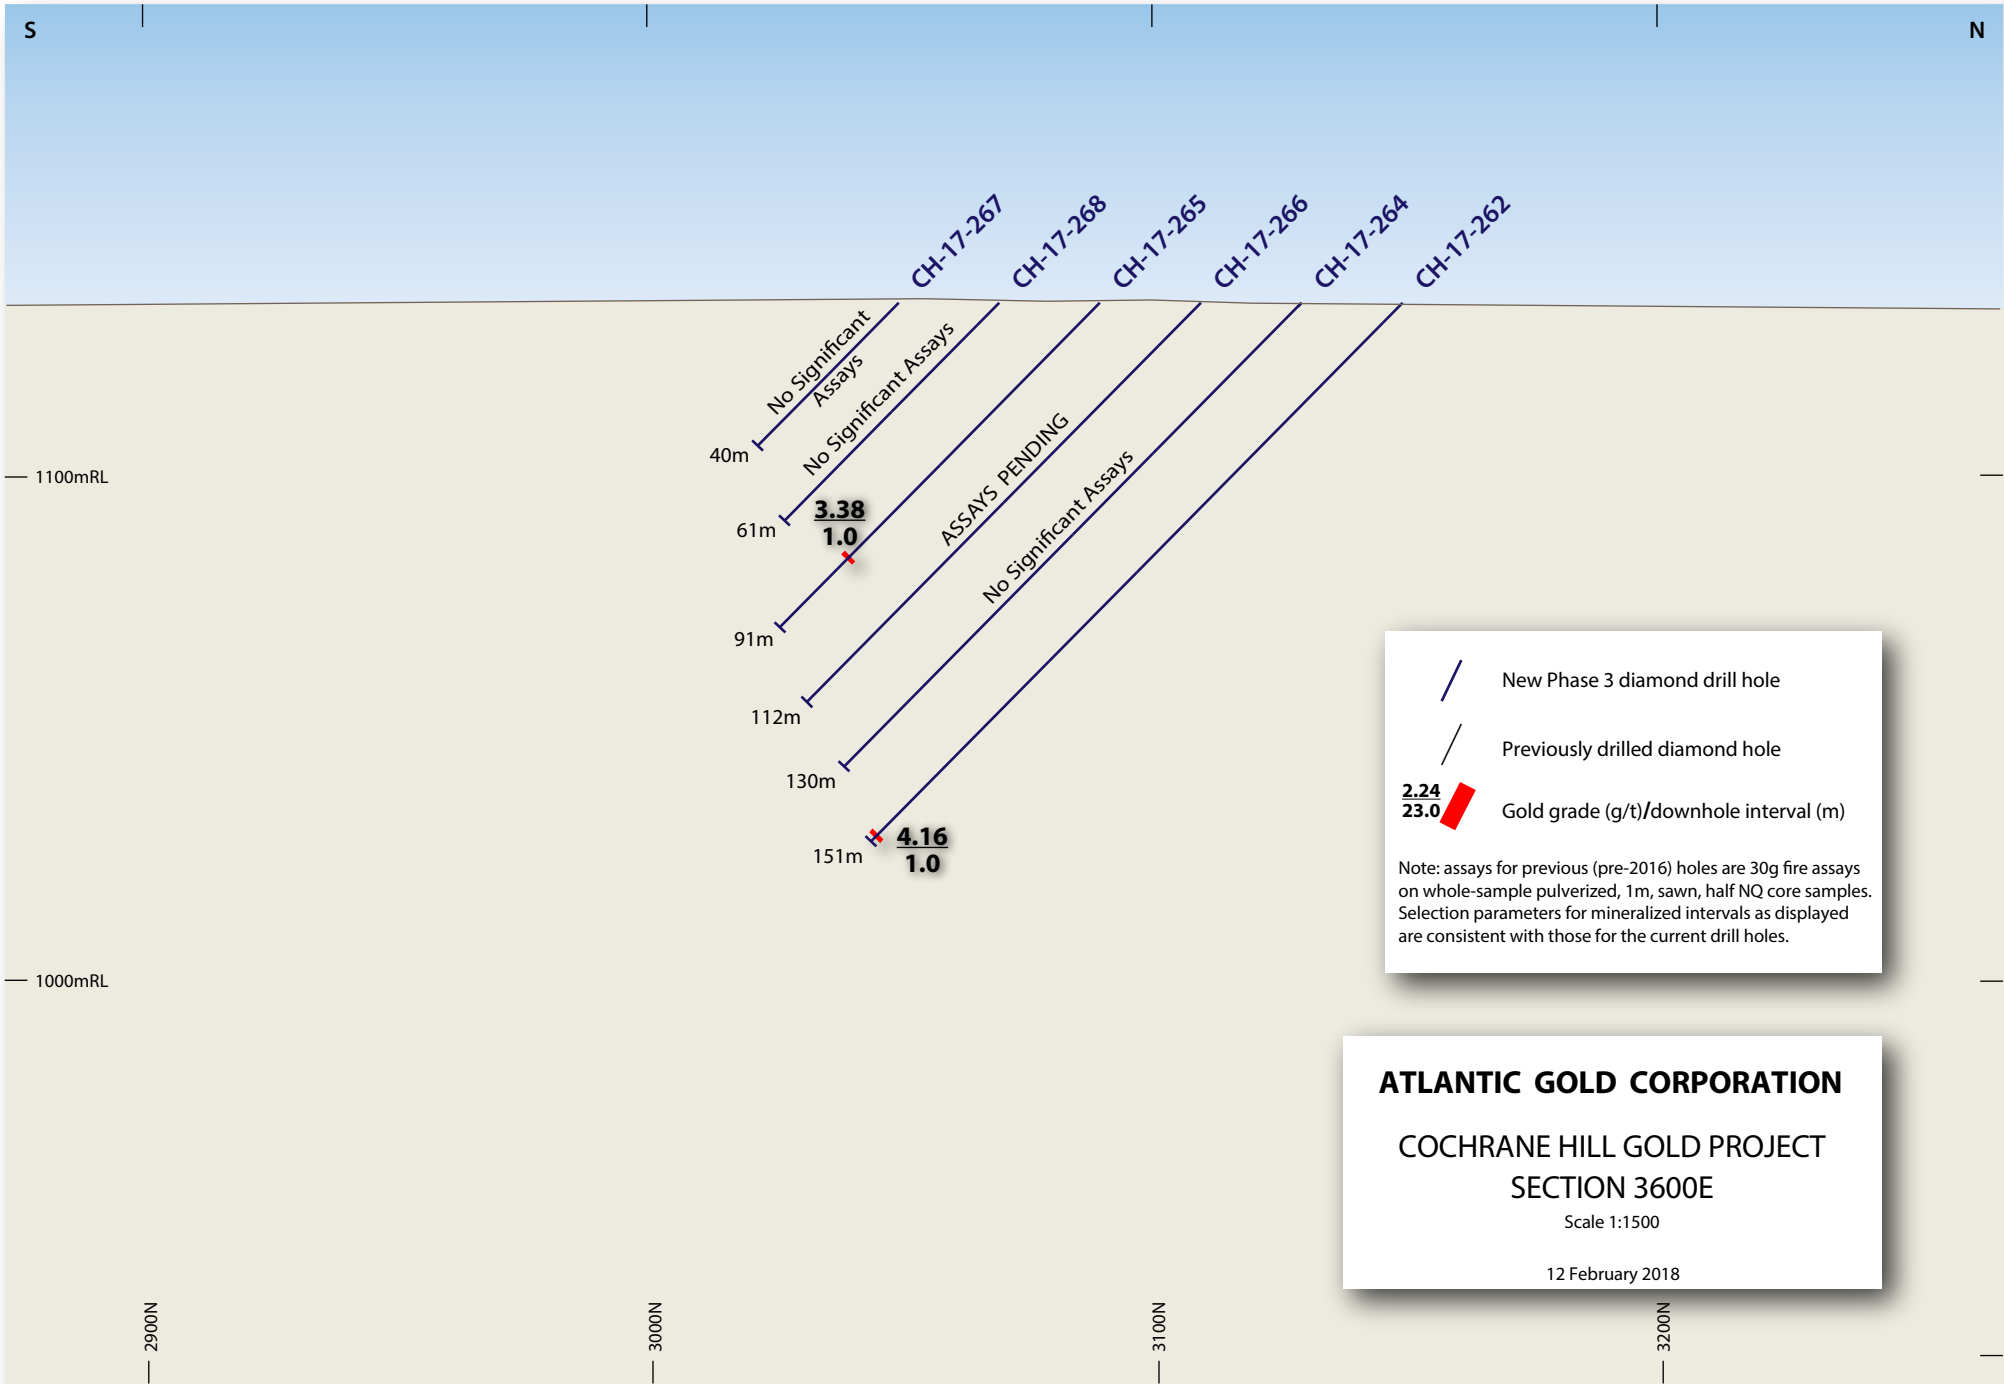 S
N
CH-17-267
CH-17-268
CH-17-265
CH-17-266
CH-17-264
CH-17-262
No Significant
Assays
No Significant Assays
ASSAYS PENDING
No Significant Assays
40m
1100mRL
61m
3.38
1.0
91m
112m
130m
151m
4.16
1.0
1000mRL
New Phase 3 diamond drill hole
Previously drilled diamond hole
2.24
23.0
Gold grade (g/t)/downhole interval (m)
Note: assays for previous (pre-2016) holes are 30g fire assays
on whole-sample pulverized, 1m, sawn, half NQ core samples.
Selection parameters for mineralized intervals as displayed
are consistent with those for the current drill holes.
ATLANTIC GOLD CORPORATION
COCHRANE HILL GOLD PROJECT
SECTION 3600E
Scale 1:1500
12 February 2018
2900N
3000N
3100N
3200N